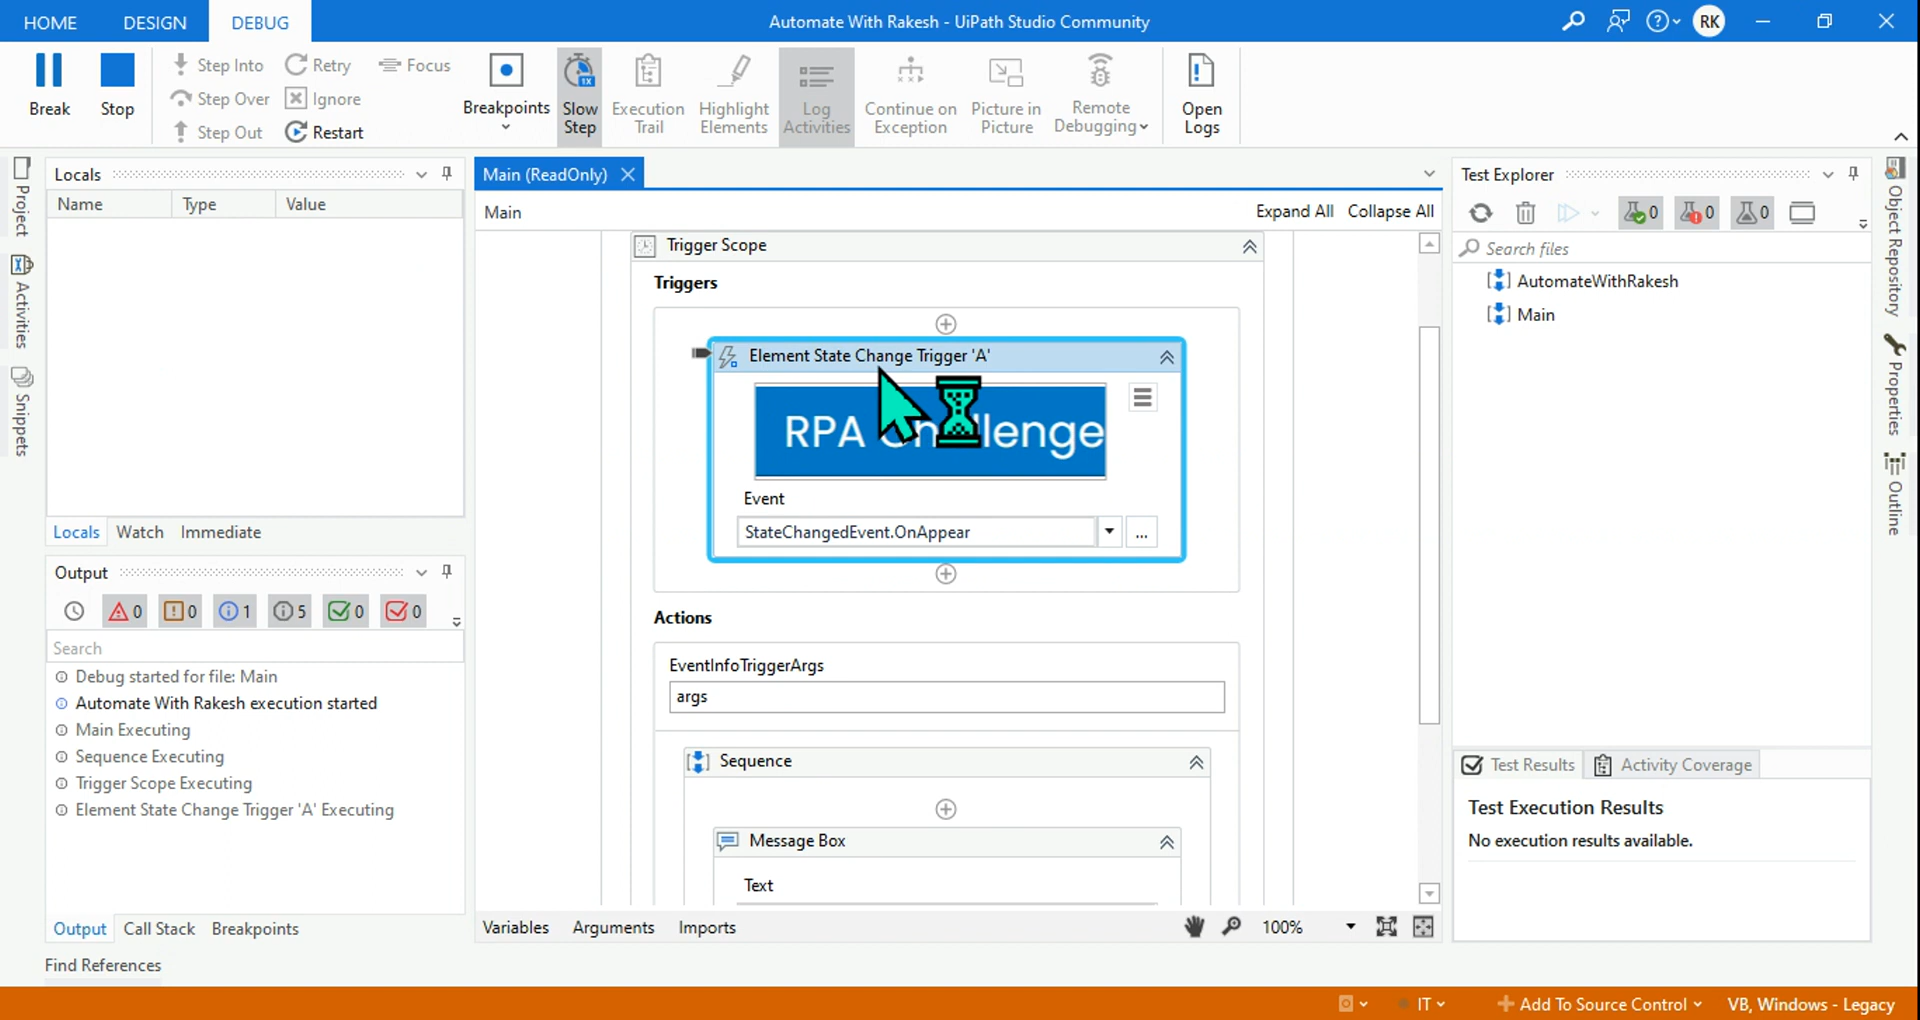 HOME DESIGN DEBUG Automate With Rakesh - UiPath Studio Community RK
Break
Stop
Step Into
Step Over
Step Out
Retry
Ignore
Restart
Focus
Breakpoints
Slow
Step
1X
Execution
Trail
Highlight
Elements
Log
Activities
Continue on
Exception
Picture in
Picture
Remote
Debugging
Open
Logs
Project
Activities
Snippets
Locals
Name Type Value
Locals Watch Immediate
Output
0 0 1 5 0 0
Search
Debug started for file: Main
Automate With Rakesh execution started
Main Executing
Sequence Executing
Trigger Scope Executing
Element State Change Trigger 'A' Executing
Output Call Stack Breakpoints
Find References
Main (ReadOnly)
Main Expand All Collapse All
Trigger Scope
Triggers
Element State Change Trigger 'A'
RPA
Event
StateChangedEvent.OnAppear
...
Actions
EventInfoTriggerArgs
args
Sequence
Message Box
Text
Variables Arguments Imports 100%
Test Explorer
0 0 0
Search files
AutomateWithRakesh
Main
Test Results Activity Coverage
Test Execution Results
No execution results available.
Object Repository
Properties
Outline
IT Add To Source Control VB, Windows - Legacy